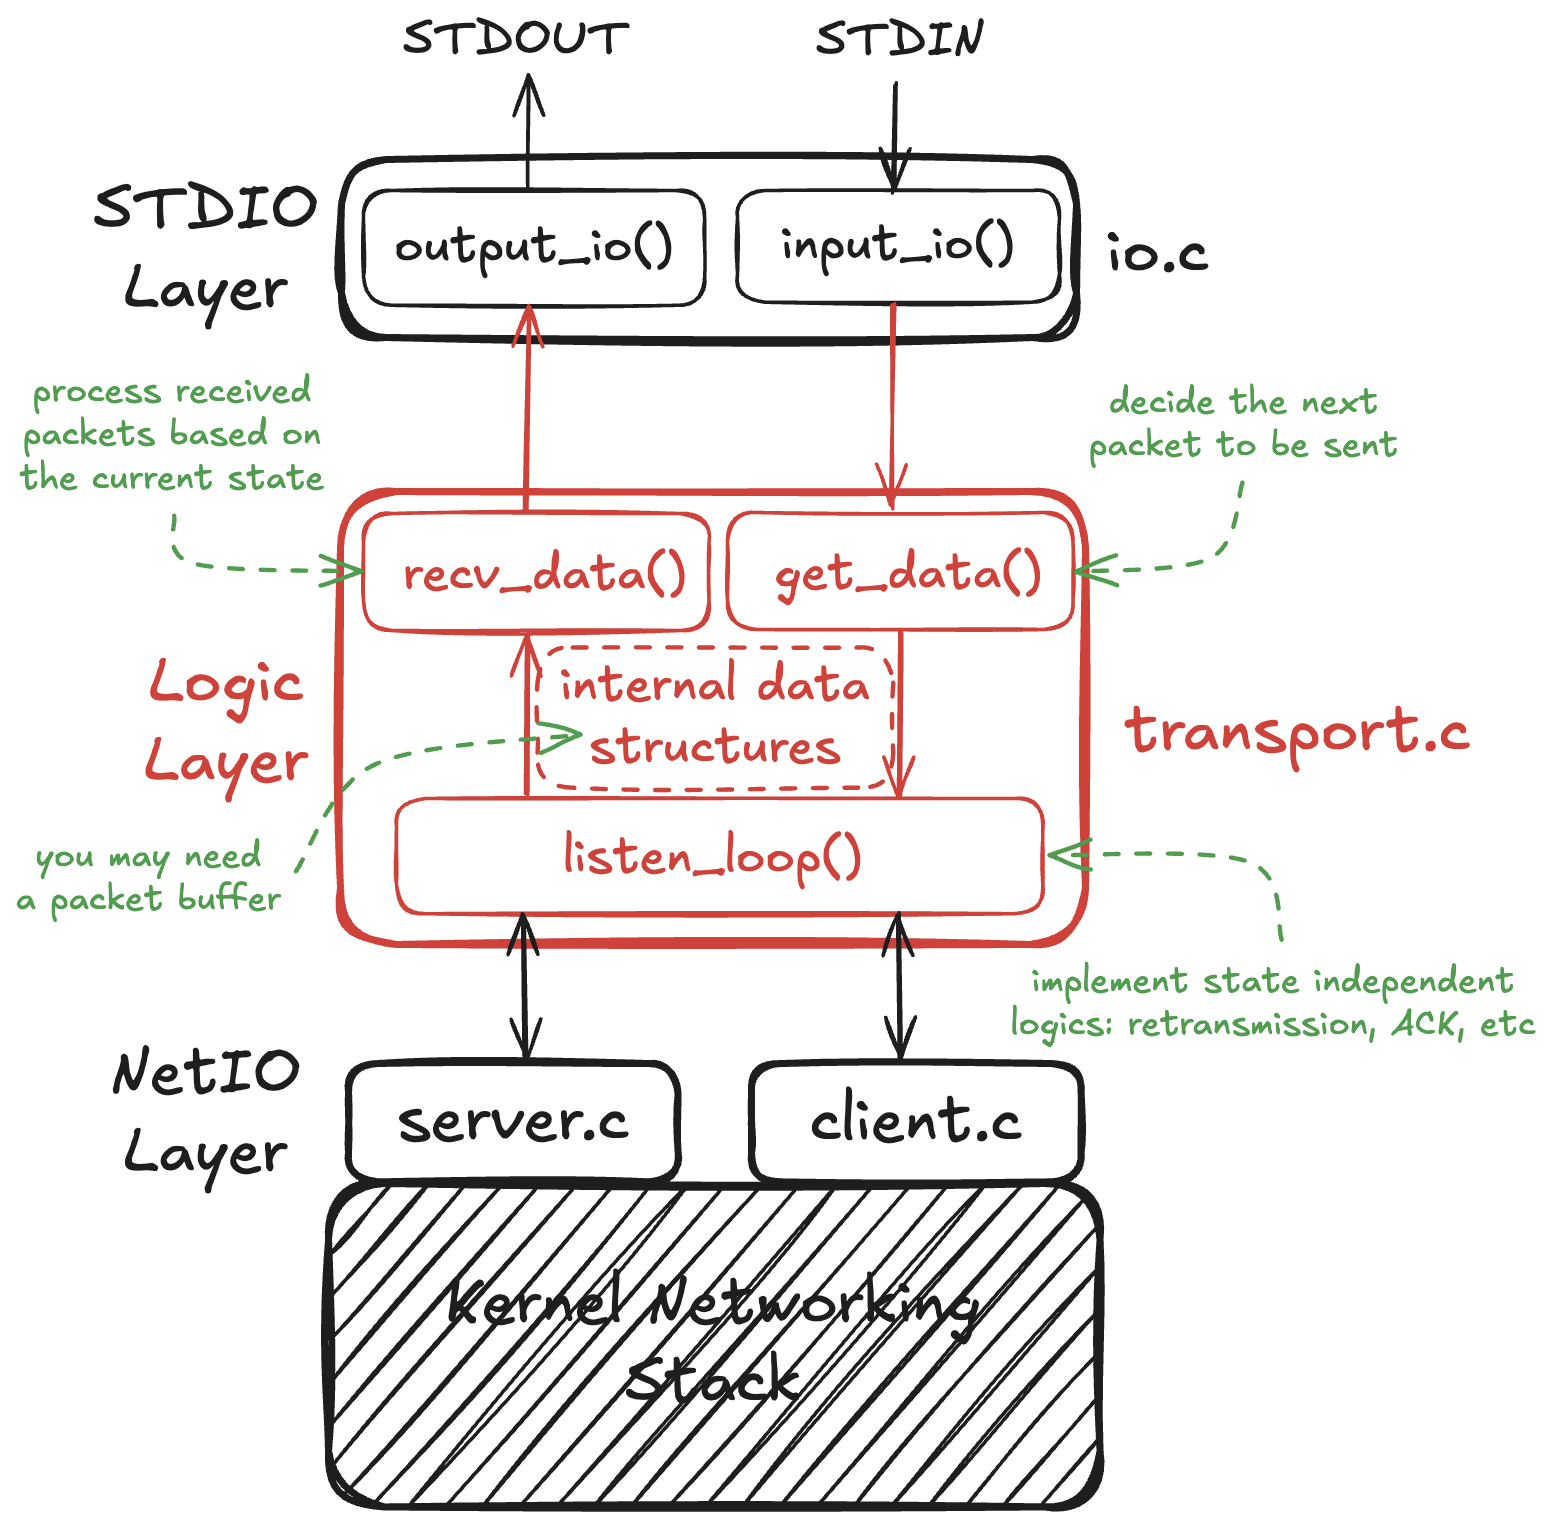 STDOUT
STDIN
STDIO
Layer
output_io()
input_io()
io.c
process received
packets based on
the current state
decide the next
packet to be sent
recv_data()
get_data()
Logic
Layer
internal data
structures
transport.c
you may need
a packet buffer
listen_loop()
implement state independent
logics: retransmission, ACK, etc
NetIO
Layer
server.c
client.c
Kernel Networking
Stack